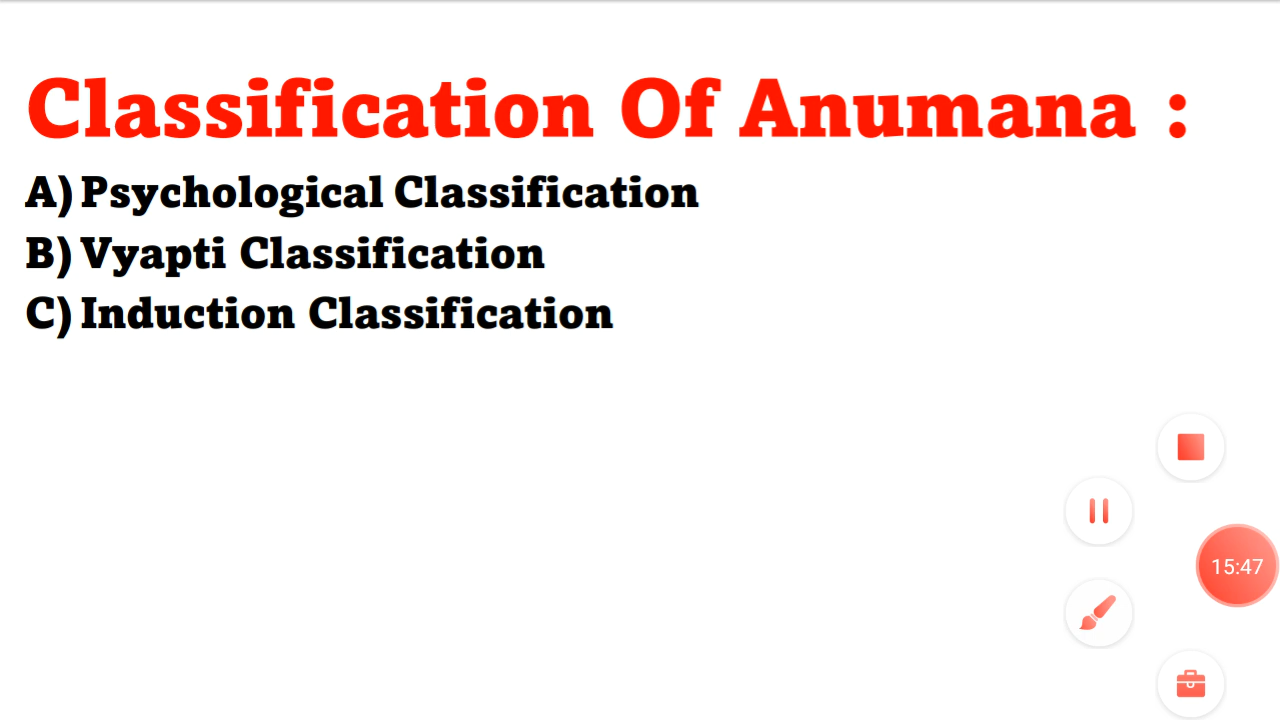 Classification Of Anumana :
A) Psychological Classification
B) Vyapti Classification
C) Induction Classification
15:47